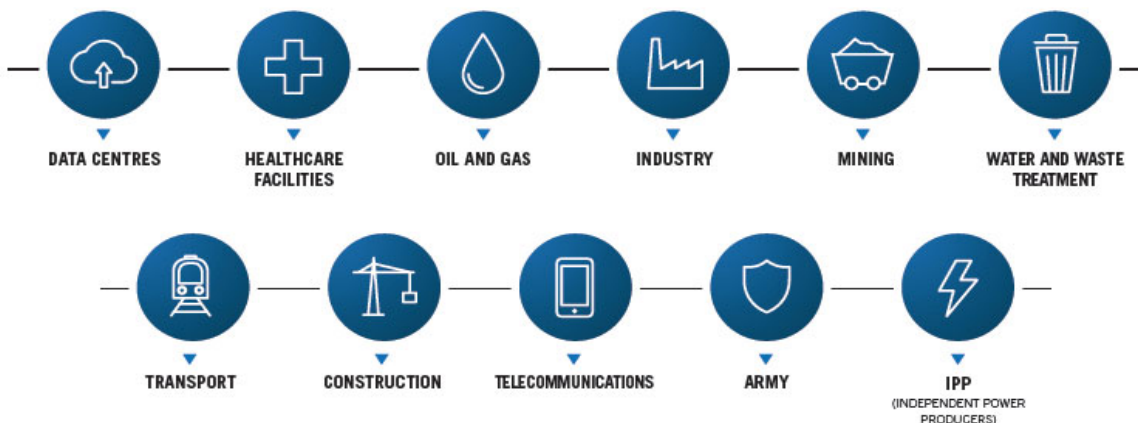 DATA CENTRES
HEALTHCARE
FACILITIES
OIL AND GAS
INDUSTRY
MINING
WATER AND WASTE
TREATMENT
TRANSPORT
CONSTRUCTION
TELECOMMUNICATIONS
ARMY
IPP
(INDEPENDENT POWER
PRODUCERS)